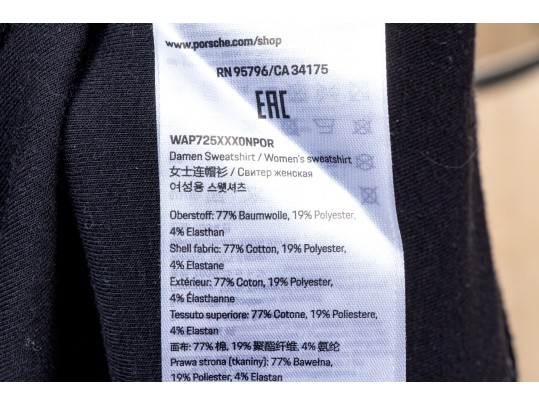 www.porsche.com/shop
RN 95796/CA 34175
EAC
WAP725XXX0NPOR
Damen Sweatshirt / Women's sweatshirt
女士连帽衫 / Свитер женская
여성용 스웻셔츠
Oberstoff: 77% Baumwolle, 19% Polyester,
4% Elasthan
Shell fabric: 77% Cotton, 19% Polyester,
4% Elastane
Extérieur: 77% Coton, 19% Polyester,
4% Élasthanne
Tessuto superiore: 77% Cotone, 19% Poliestere,
4% Elastan
面布: 77% 棉, 19% 聚酯纤维, 4% 氨纶
Prawa strona (tkaniny): 77% Bawełna,
19% Poliester, 4% Elastan